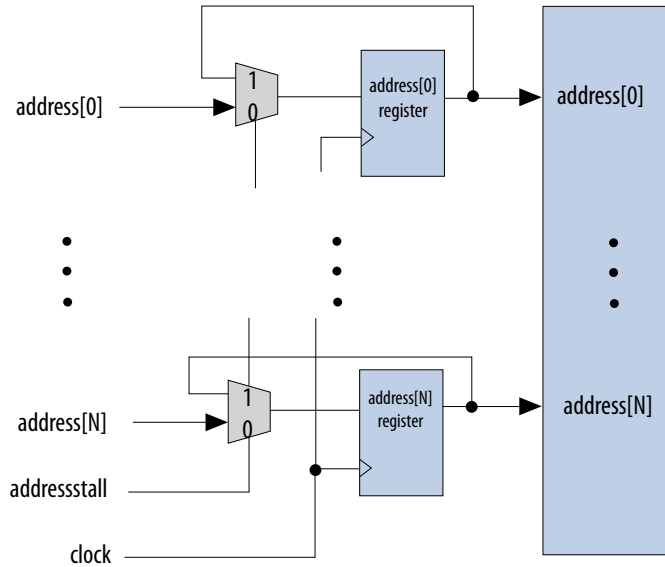 address[0]
1
0
address[0]
register
address[0]
address[N]
1
0
address[N]
register
address[N]
addressstall
clock